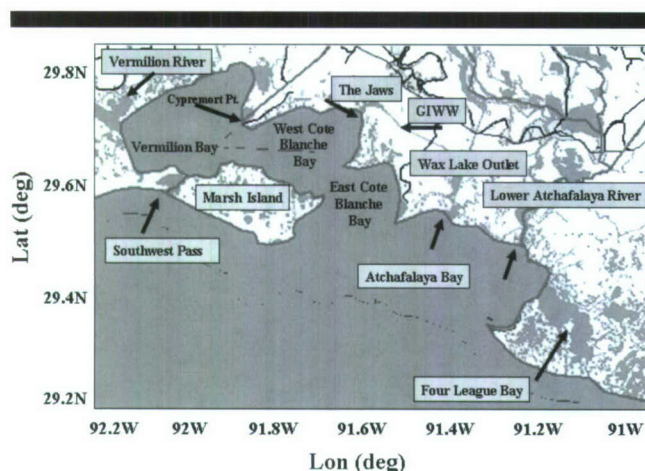 Vermilion River
Cypremort Pt.
The Jaws
GIWW
West Cote
Blanche
Bay
Vermilion Bay
Wax Lake Outlet
Marsh Island
East Cote
Blanche
Bay
Lower Atchafalaya River
Southwest Pass
Atchafalaya Bay
Four League Bay
29.8N
29.6N
29.4N
29.2N
Lat (deg)
92.2W 92W 91.8W 91.6W 91.4W 91.2W 91W
Lon (deg)